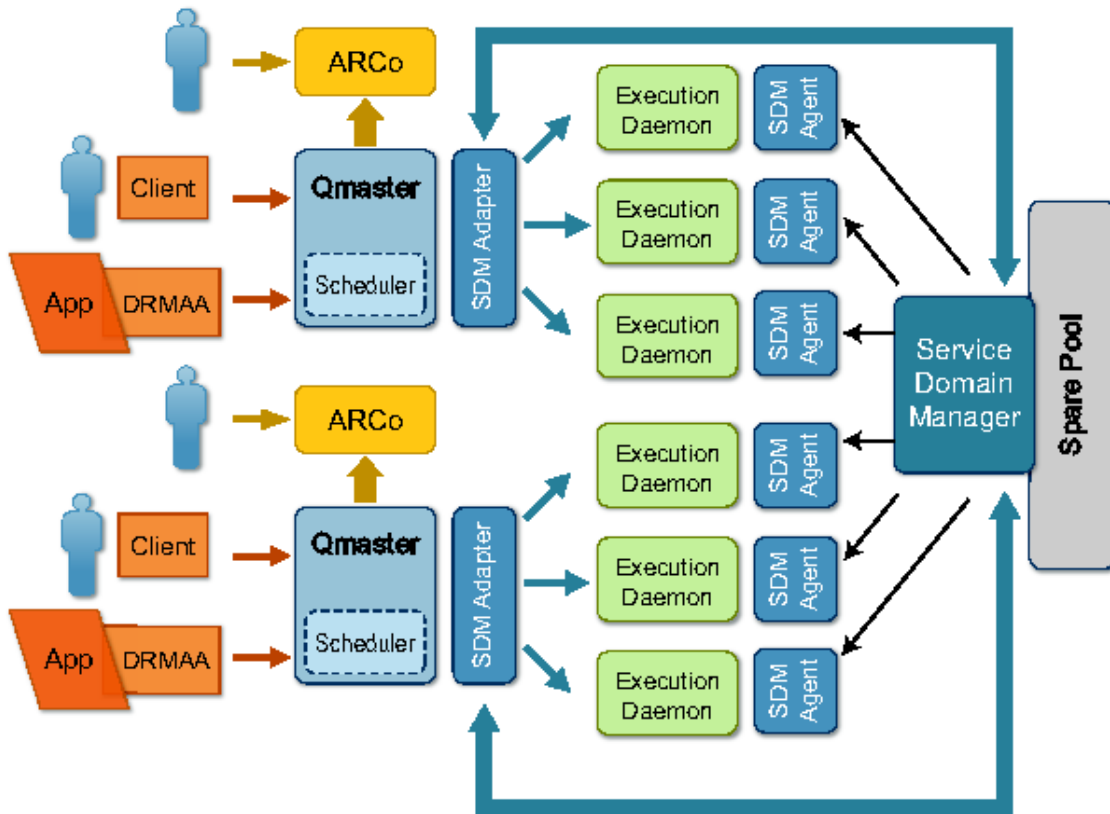 ARCo
Execution
Daemon
SDM
Agent
Client
Qmaster
SDM Adapter
Execution
Daemon
SDM
Agent
App
DRMAA
Scheduler
Execution
Daemon
SDM
Agent
Service
Domain
Manager
Spare Pool
ARCo
Execution
Daemon
SDM
Agent
Client
Qmaster
SDM Adapter
Execution
Daemon
SDM
Agent
App
DRMAA
Scheduler
Execution
Daemon
SDM
Agent